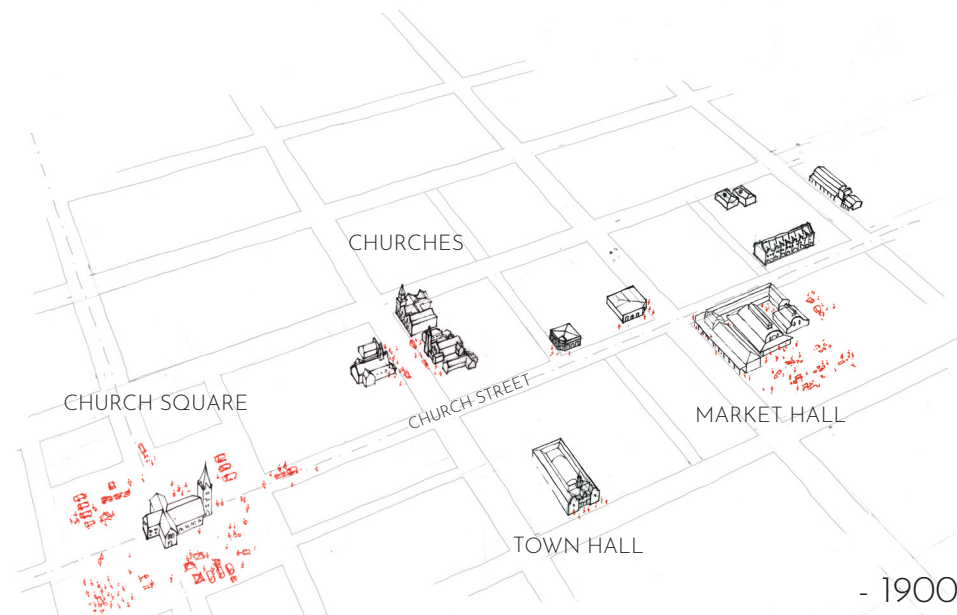 CHURCHES
CHURCH SQUARE
CHURCH STREET
MARKET HALL
TOWN HALL
- 1900